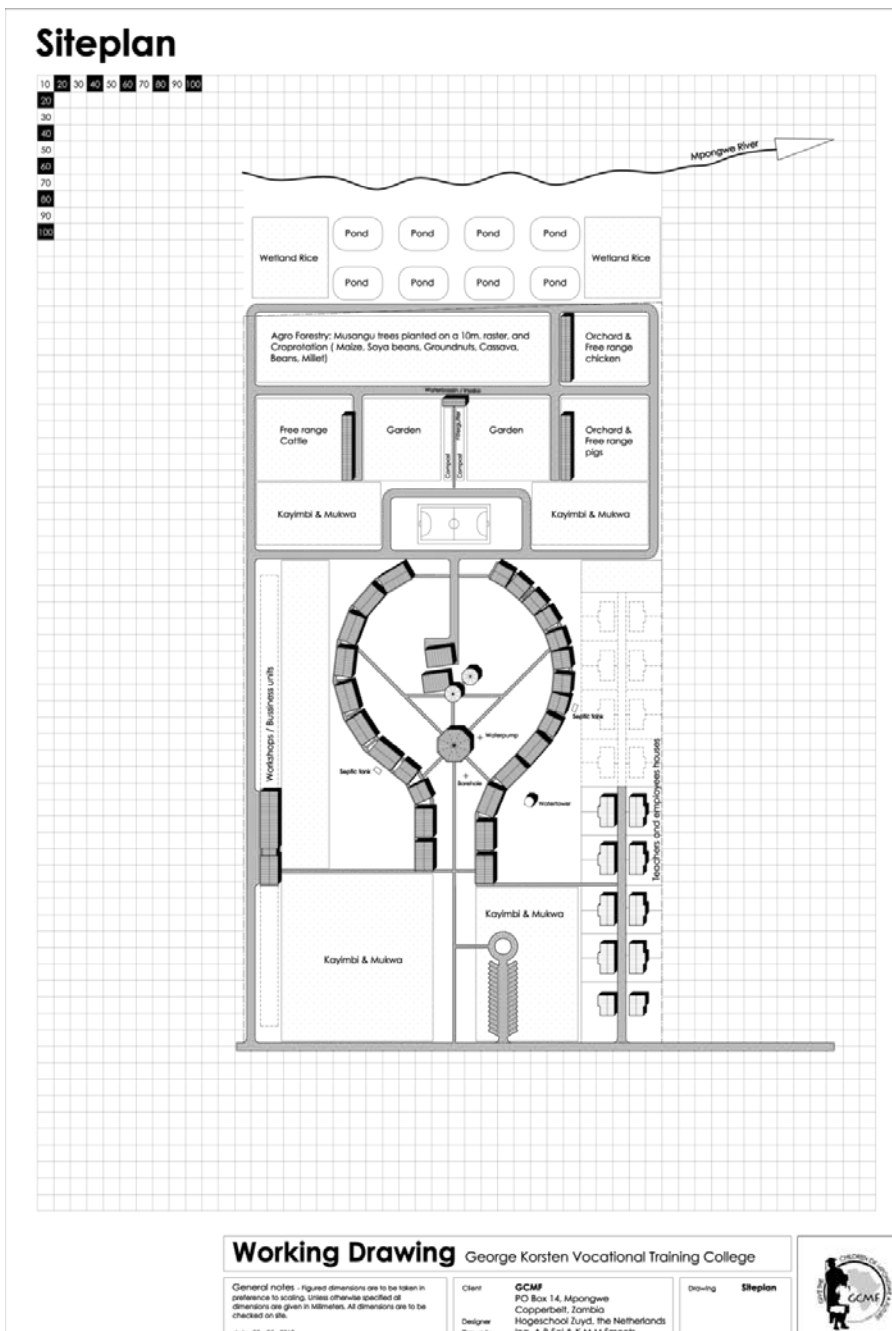 Siteplan
10 20 30 40 50 60 70 80 90 100
20
30
40
50
60
70
80
90
100
Mpongwe River
Pond Pond Pond Pond
Wetland Rice
Wetland Rice
Pond Pond Pond Pond
Agro Forestry: Musangu trees planted on a 10m. raster, and
Croprotation ( Maize, Soya beans, Groundnuts, Cassava,
Beans, Millet)
Orchard &
Free range
chicken
Free range
Cattle
Garden
Compost
Compost
Garden
Orchard &
Free range
pigs
Kayimbi & Mukwa
Kayimbi & Mukwa
Workshops / Bussiness units
Septic tank
Waterpump
Septic tank
Borehole
Watertower
Teachers and employees houses
Kayimbi & Mukwa
Kayimbi & Mukwa
Working Drawing George Korsten Vocational Training College
General notes - Figured dimensions are to be taken in
preference to scaling. Unless otherwise specified all
dimensions are given in Millimeters. All dimensions are to be
checked on site.
Client GCMF
PO Box 14, Mpongwe
Copperbelt, Zambia
Designer Hogeschool Zuyd, the Netherlands
Drawing Siteplan
GCMF